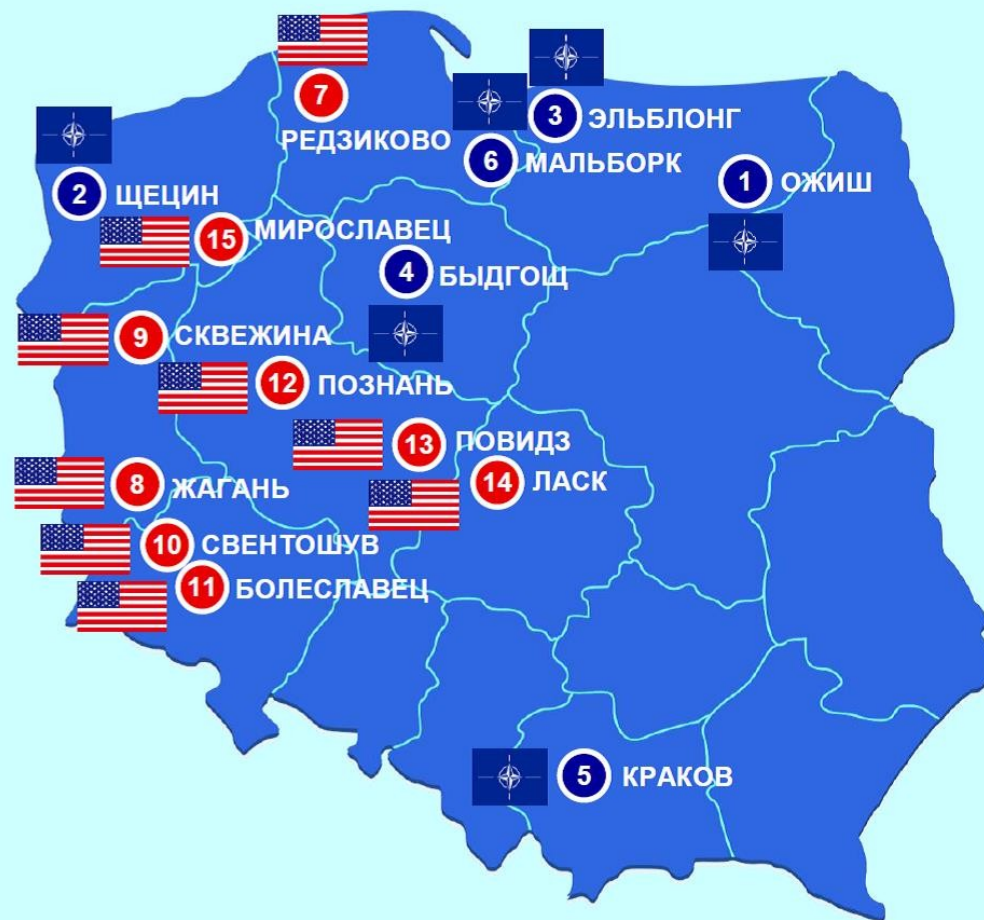 7
РЕДЗИКОВО
3 ЭЛЬБЛОНГ
6 МАЛЬБОРК
1 ОЖИШ
2 ЩЕЦИН
15 МИРОСЛАВЕЦ
4 БЫДГОЩ
9 СКВЕЖИНА
12 ПОЗНАНЬ
13 ПОВИДЗ
14 ЛАСК
8 ЖАГАНЬ
10 СВЕНТОШУВ
11 БОЛЕСЛАВЕЦ
5 КРАКОВ